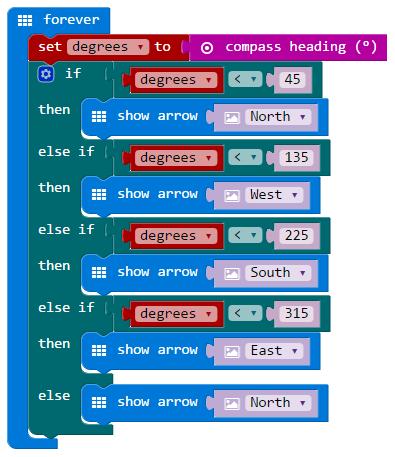 forever
set degrees to compass heading (º)
if degrees < 45
then show arrow North
else if degrees < 135
then show arrow West
else if degrees < 225
then show arrow South
else if degrees < 315
then show arrow East
else show arrow North